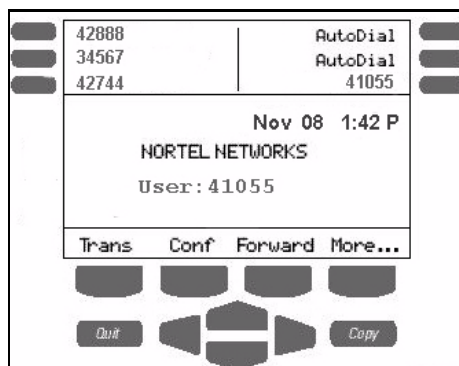 42888 AutoDial
34567 AutoDial
42744 41055
Nov 08 1:42 P
NORTEL NETWORKS
User:41055
Trans Conf Forward More...
Quit Copy